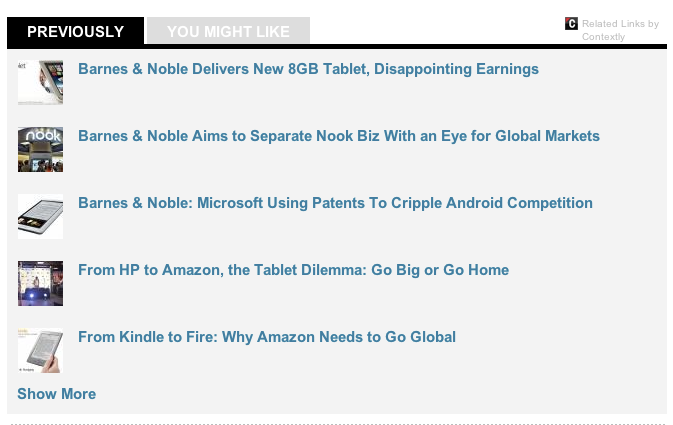 PREVIOUSLY
YOU MIGHT LIKE
Related Links by
Contextly
Barnes & Noble Delivers New 8GB Tablet, Disappointing Earnings
nook
Barnes & Noble Aims to Separate Nook Biz With an Eye for Global Markets
Barnes & Noble: Microsoft Using Patents To Cripple Android Competition
From HP to Amazon, the Tablet Dilemma: Go Big or Go Home
From Kindle to Fire: Why Amazon Needs to Go Global
Show More